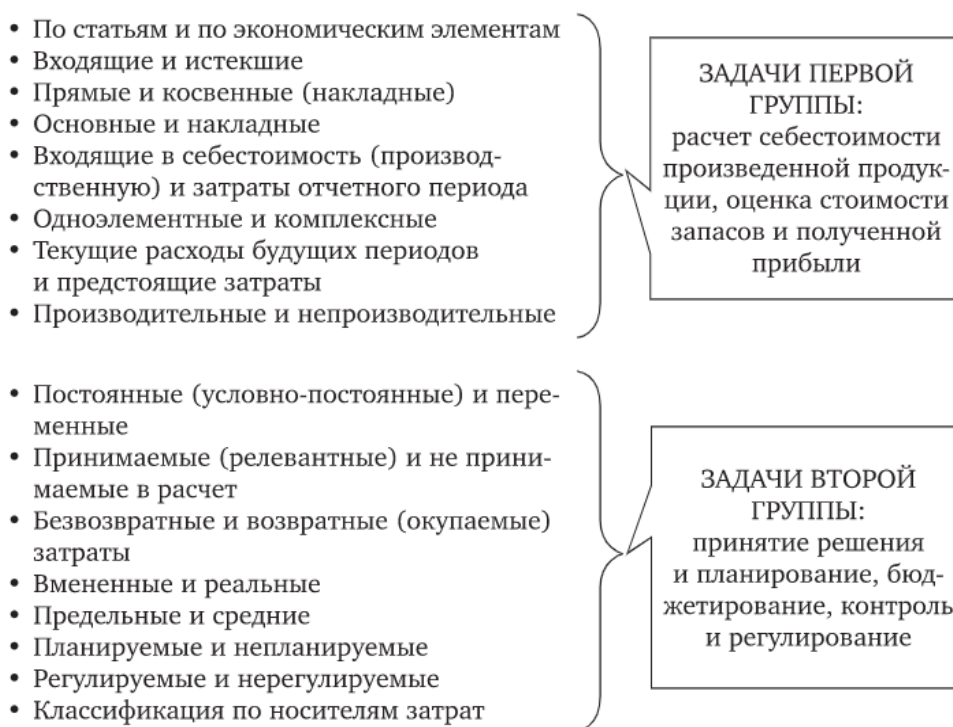 • По статьям и по экономическим элементам
• Входящие и истекшие
• Прямые и косвенные (накладные)
• Основные и накладные
• Входящие в себестоимость (производ-
ственную) и затраты отчетного периода
• Одноэлементные и комплексные
• Текущие расходы будущих периодов
и предстоящие затраты
• Производительные и непроизводительные
ЗАДАЧИ ПЕРВОЙ
ГРУППЫ:
расчет себестоимости
произведенной продук-
ции, оценка стоимости
запасов и полученной
прибыли
• Постоянные (условно-постоянные) и пере-
менные
• Принимаемые (релевантные) и не прини-
маемые в расчет
• Безвозвратные и возвратные (окупаемые)
затраты
• Вмененные и реальные
• Предельные и средние
• Планируемые и непланируемые
• Регулируемые и нерегулируемые
• Классификация по носителям затрат
ЗАДАЧИ ВТОРОЙ
ГРУППЫ:
принятие решения
и планирование, бюд-
жетирование, контроль
и регулирование